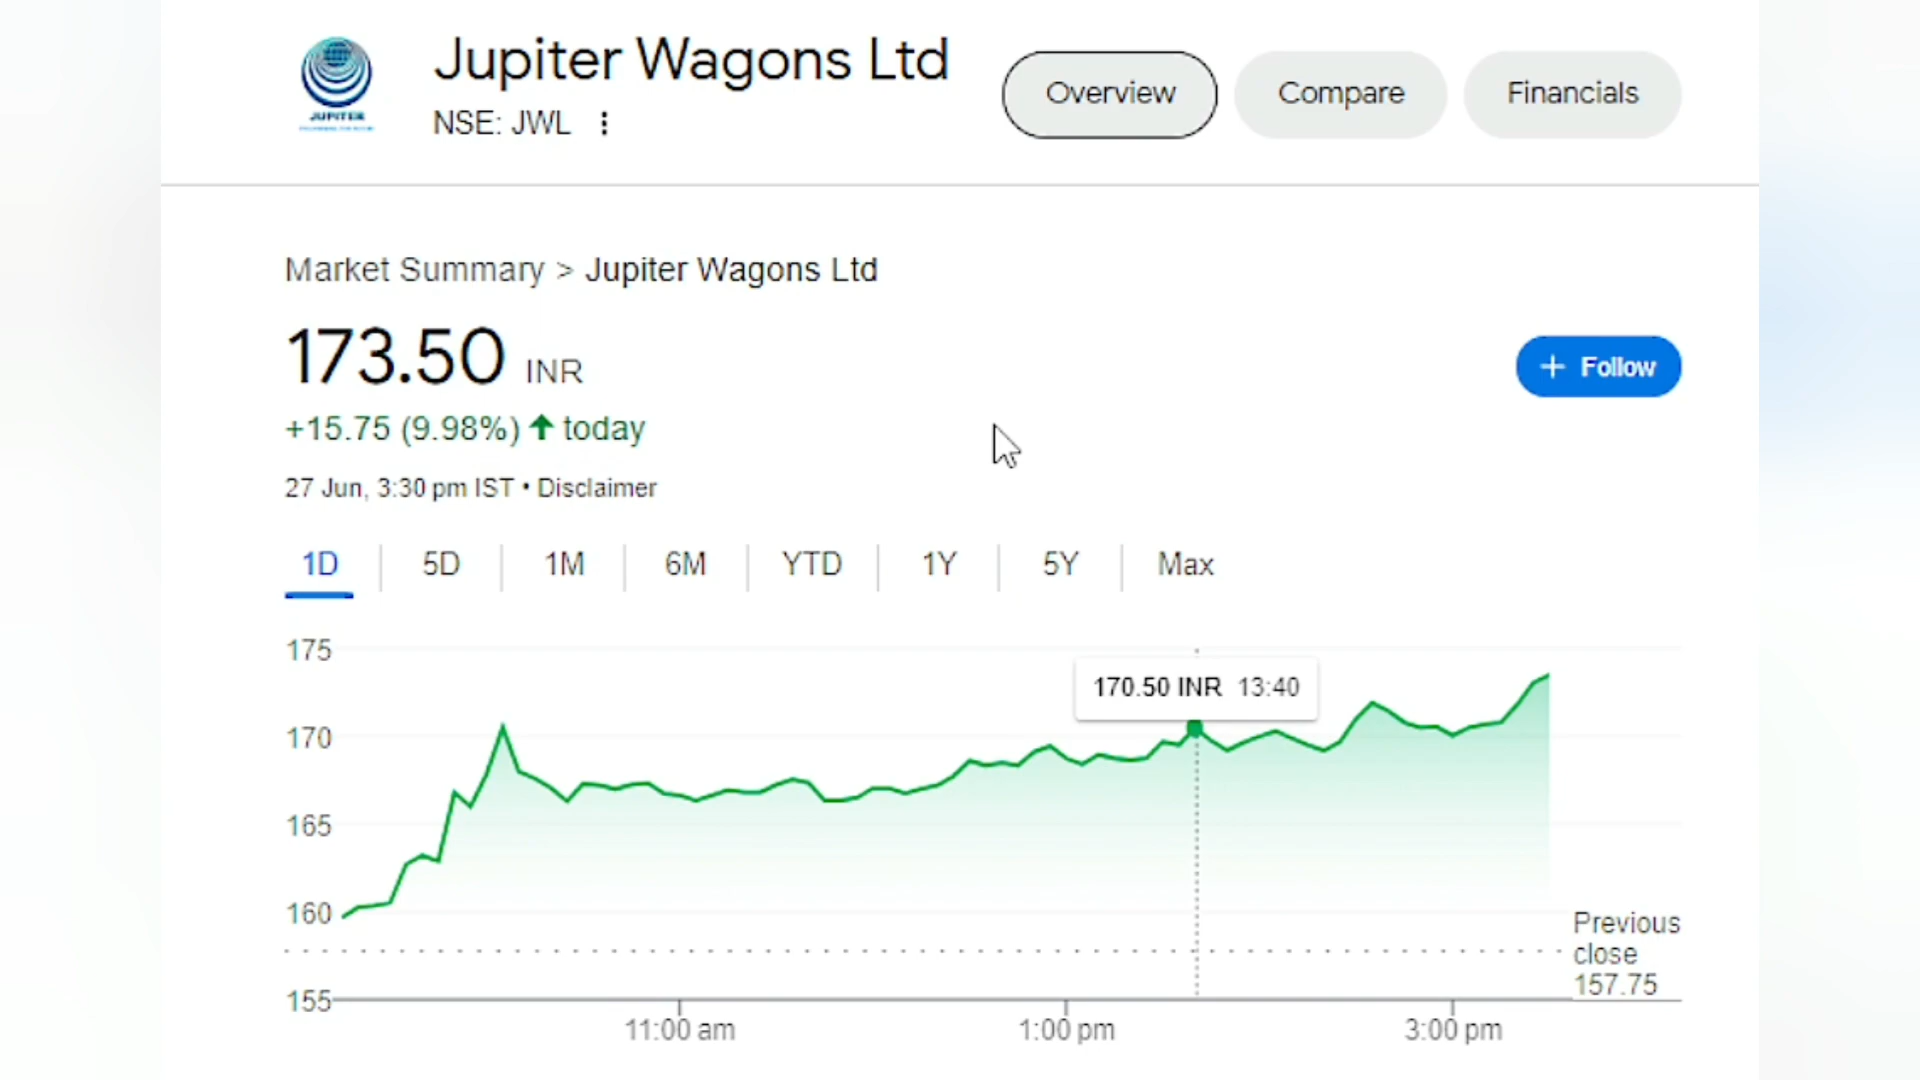 Jupiter Wagons Ltd
NSE: JWL
Overview
Compare
Financials
JUPITER
Market Summary > Jupiter Wagons Ltd
173.50 INR
+ Follow
+15.75 (9.98%) ↑ today
27 Jun, 3:30 pm IST • Disclaimer
1D
5D
1M
6M
YTD
1Y
5Y
Max
175
170.50 INR 13:40
170
165
160
Previous
close
157.75
155
11:00 am
1:00 pm
3:00 pm